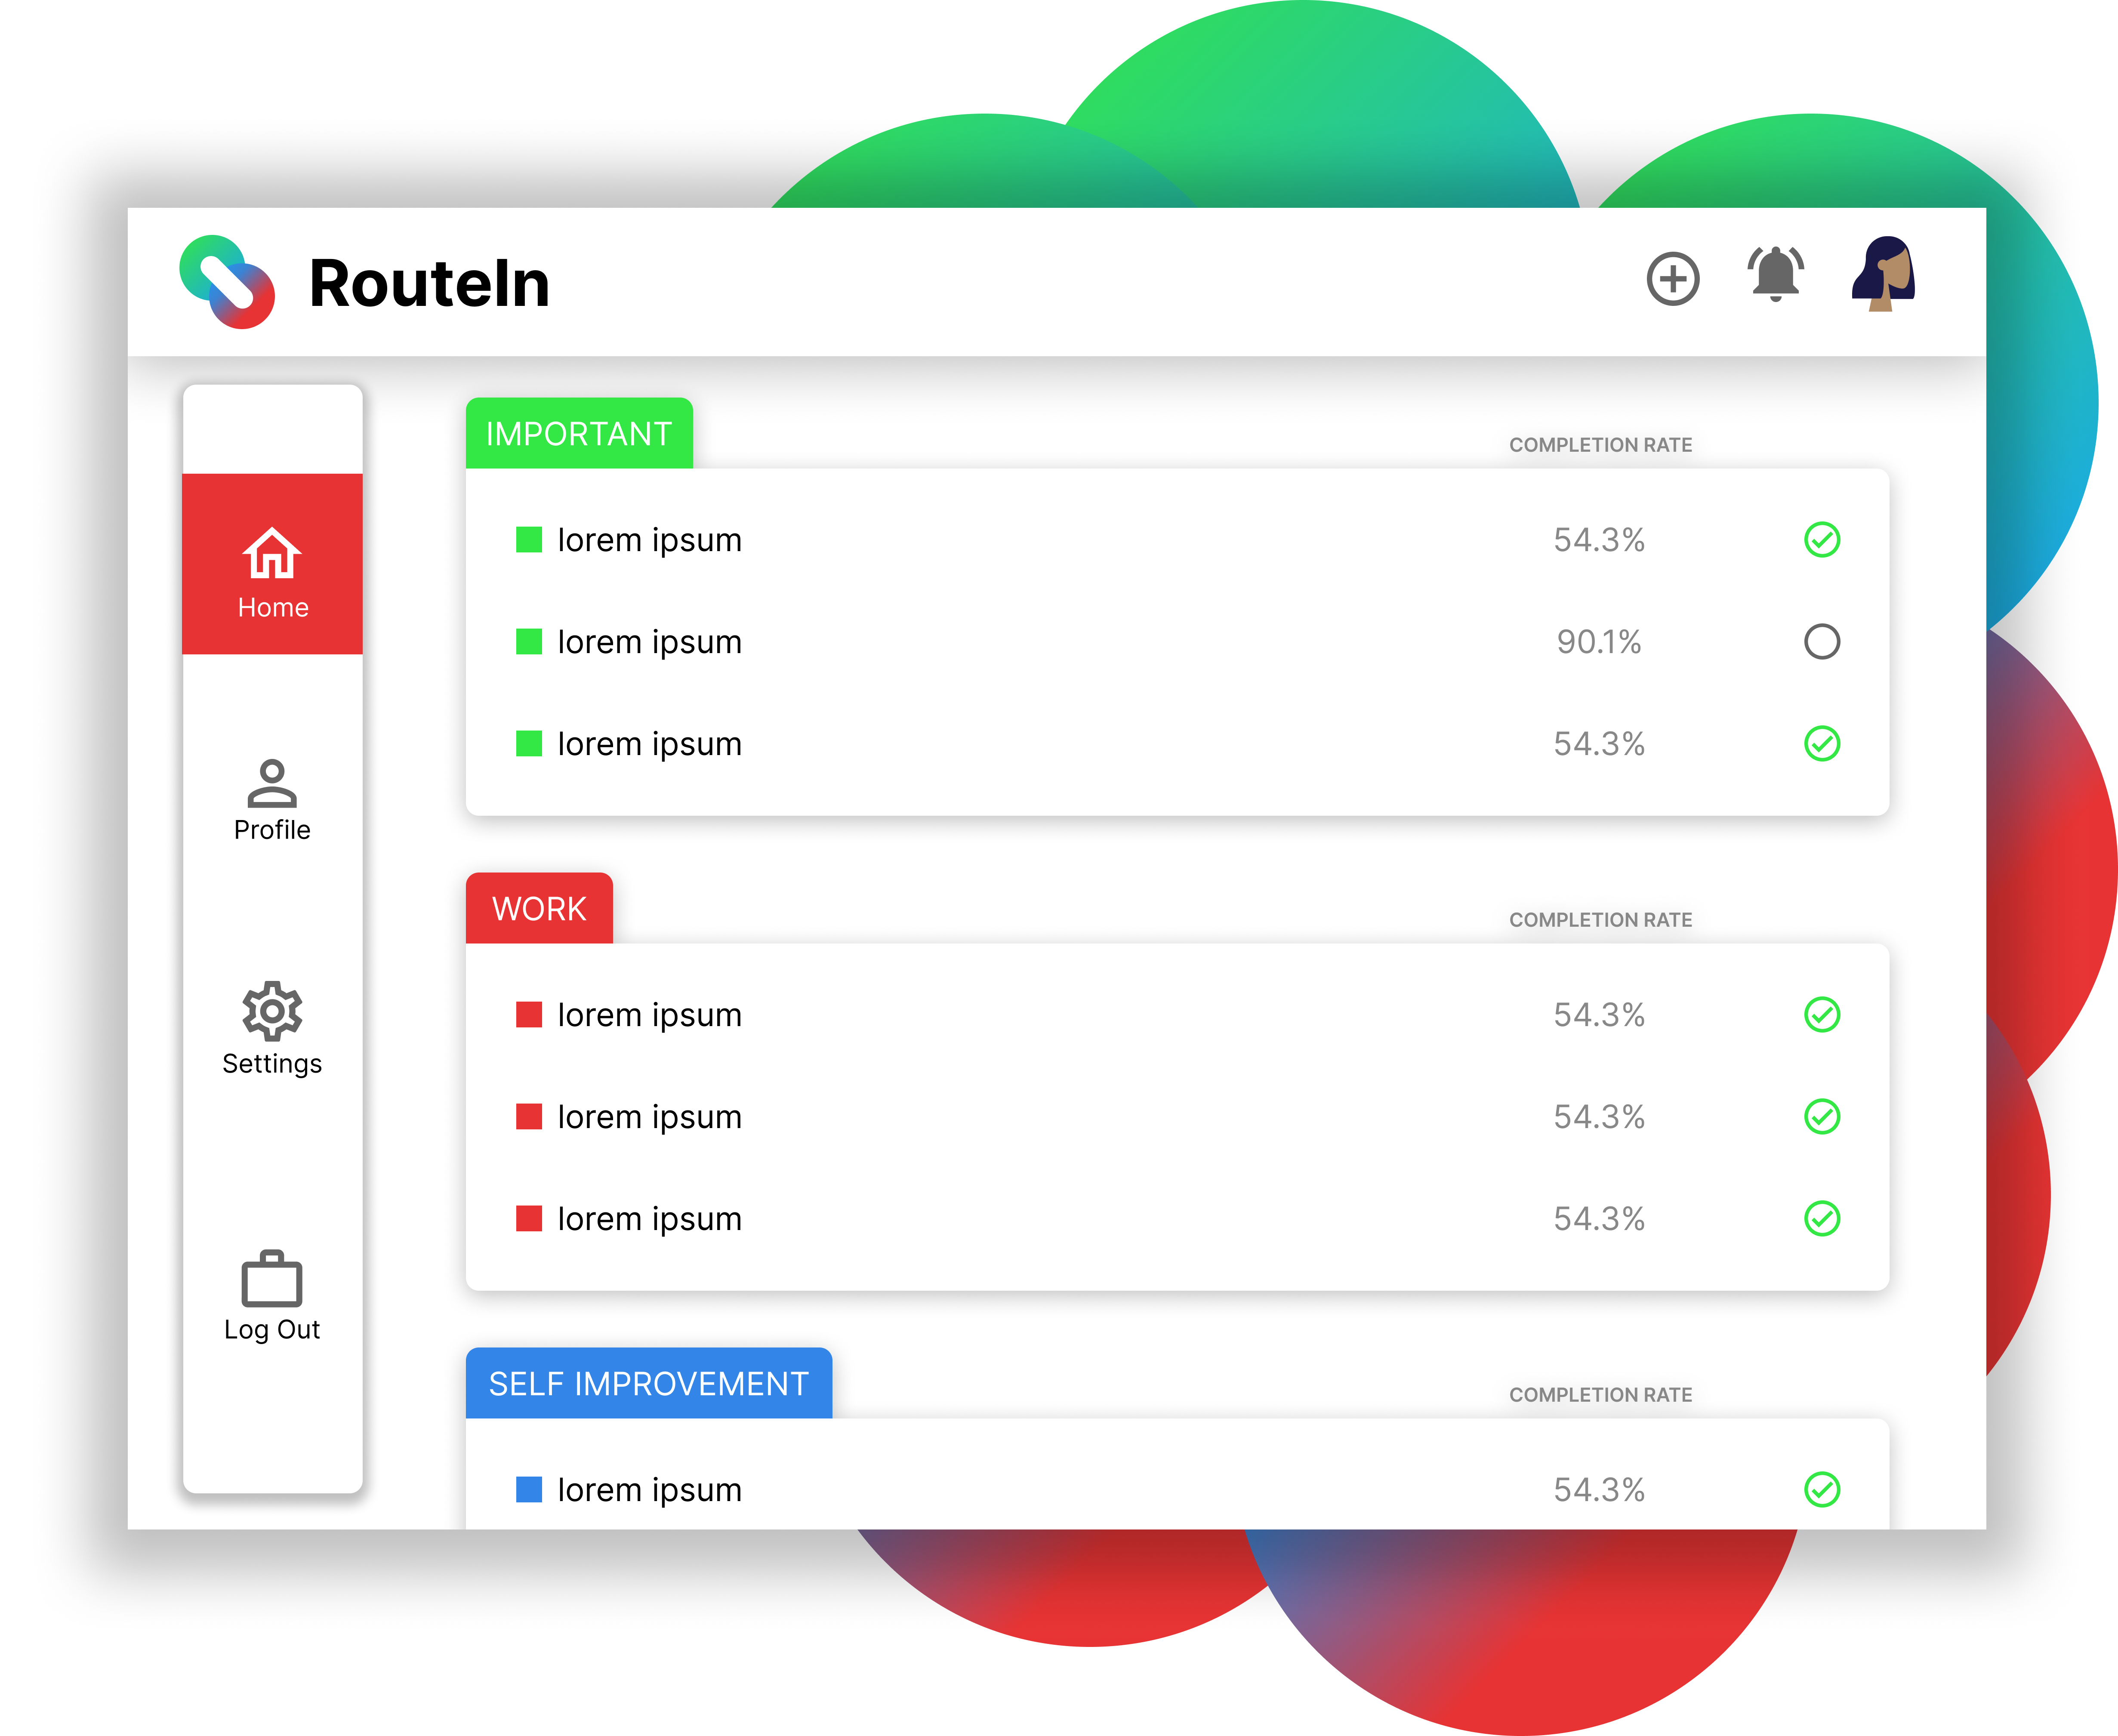 RouteIn
IMPORTANT
COMPLETION RATE
lorem ipsum 54.3%
lorem ipsum 90.1%
lorem ipsum 54.3%
Home
Profile
Settings
Log Out
WORK
COMPLETION RATE
lorem ipsum 54.3%
lorem ipsum 54.3%
lorem ipsum 54.3%
SELF IMPROVEMENT
COMPLETION RATE
lorem ipsum 54.3%